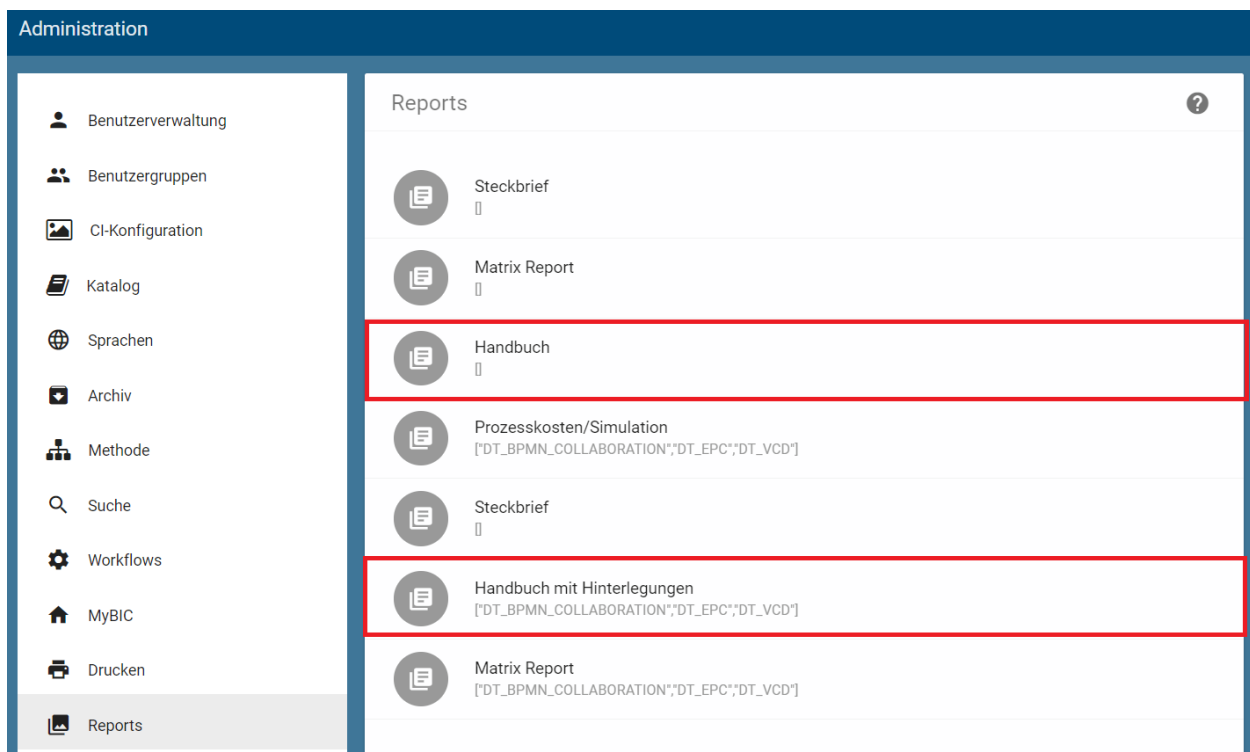 Administration
Benutzerverwaltung
Benutzergruppen
CI-Konfiguration
Katalog
Sprachen
Archiv
Methode
Suche
Workflows
MyBIC
Drucken
Reports
Reports
?
Steckbrief
[]
Matrix Report
[]
Handbuch
[]
Prozesskosten/Simulation
["DT_BPMN_COLLABORATION","DT_EPC","DT_VCD"]
Steckbrief
[]
Handbuch mit Hinterlegungen
["DT_BPMN_COLLABORATION","DT_EPC","DT_VCD"]
Matrix Report
["DT_BPMN_COLLABORATION","DT_EPC","DT_VCD"]